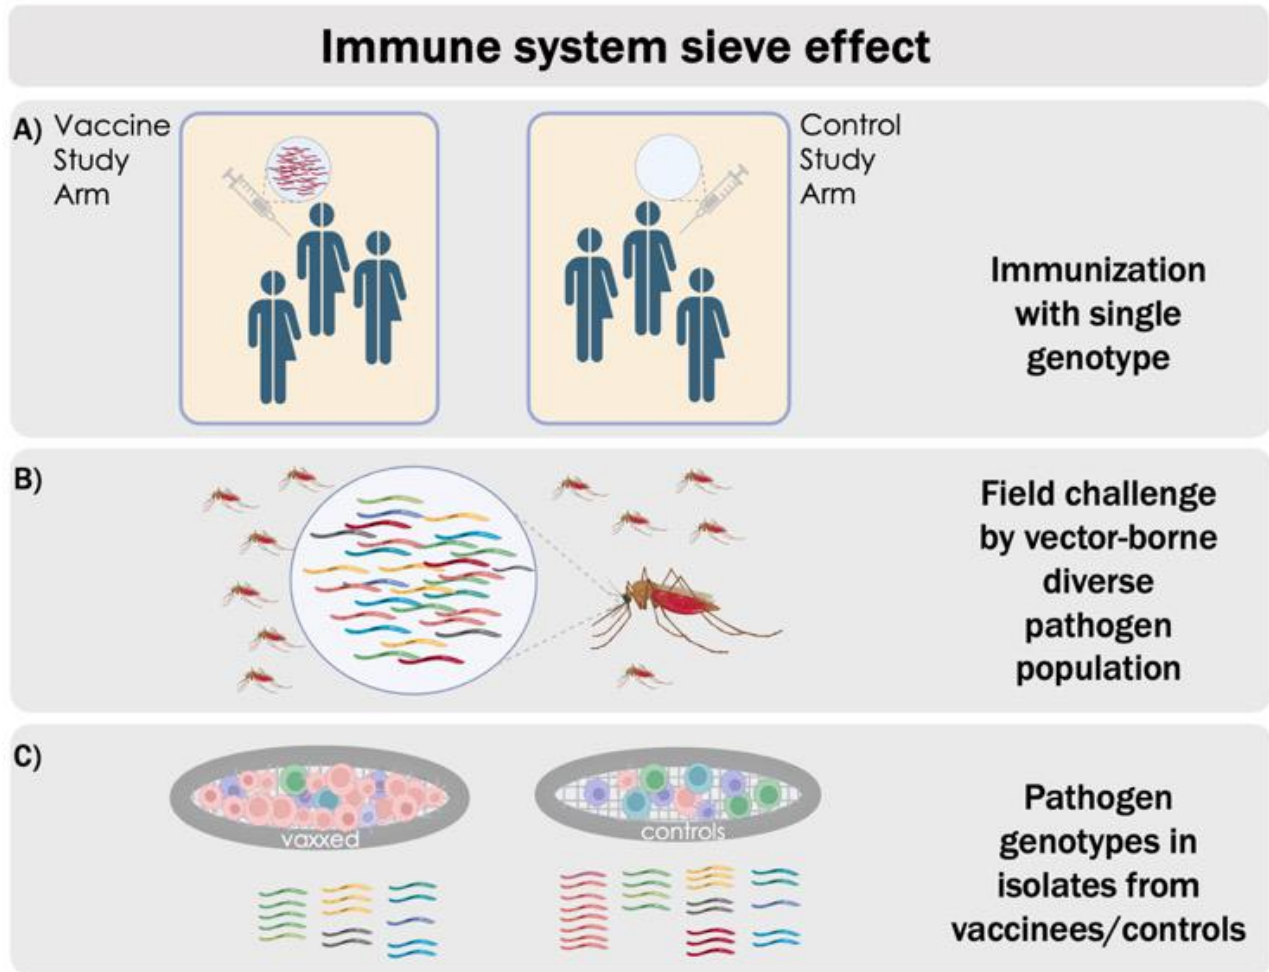 Immune system sieve effect
A) Vaccine
Study
Arm
Control
Study
Arm
Immunization
with single
genotype
B)
Field challenge
by vector-borne
diverse
pathogen
population
C)
vaxxed
controls
Pathogen
genotypes in
isolates from
vaccinees/controls